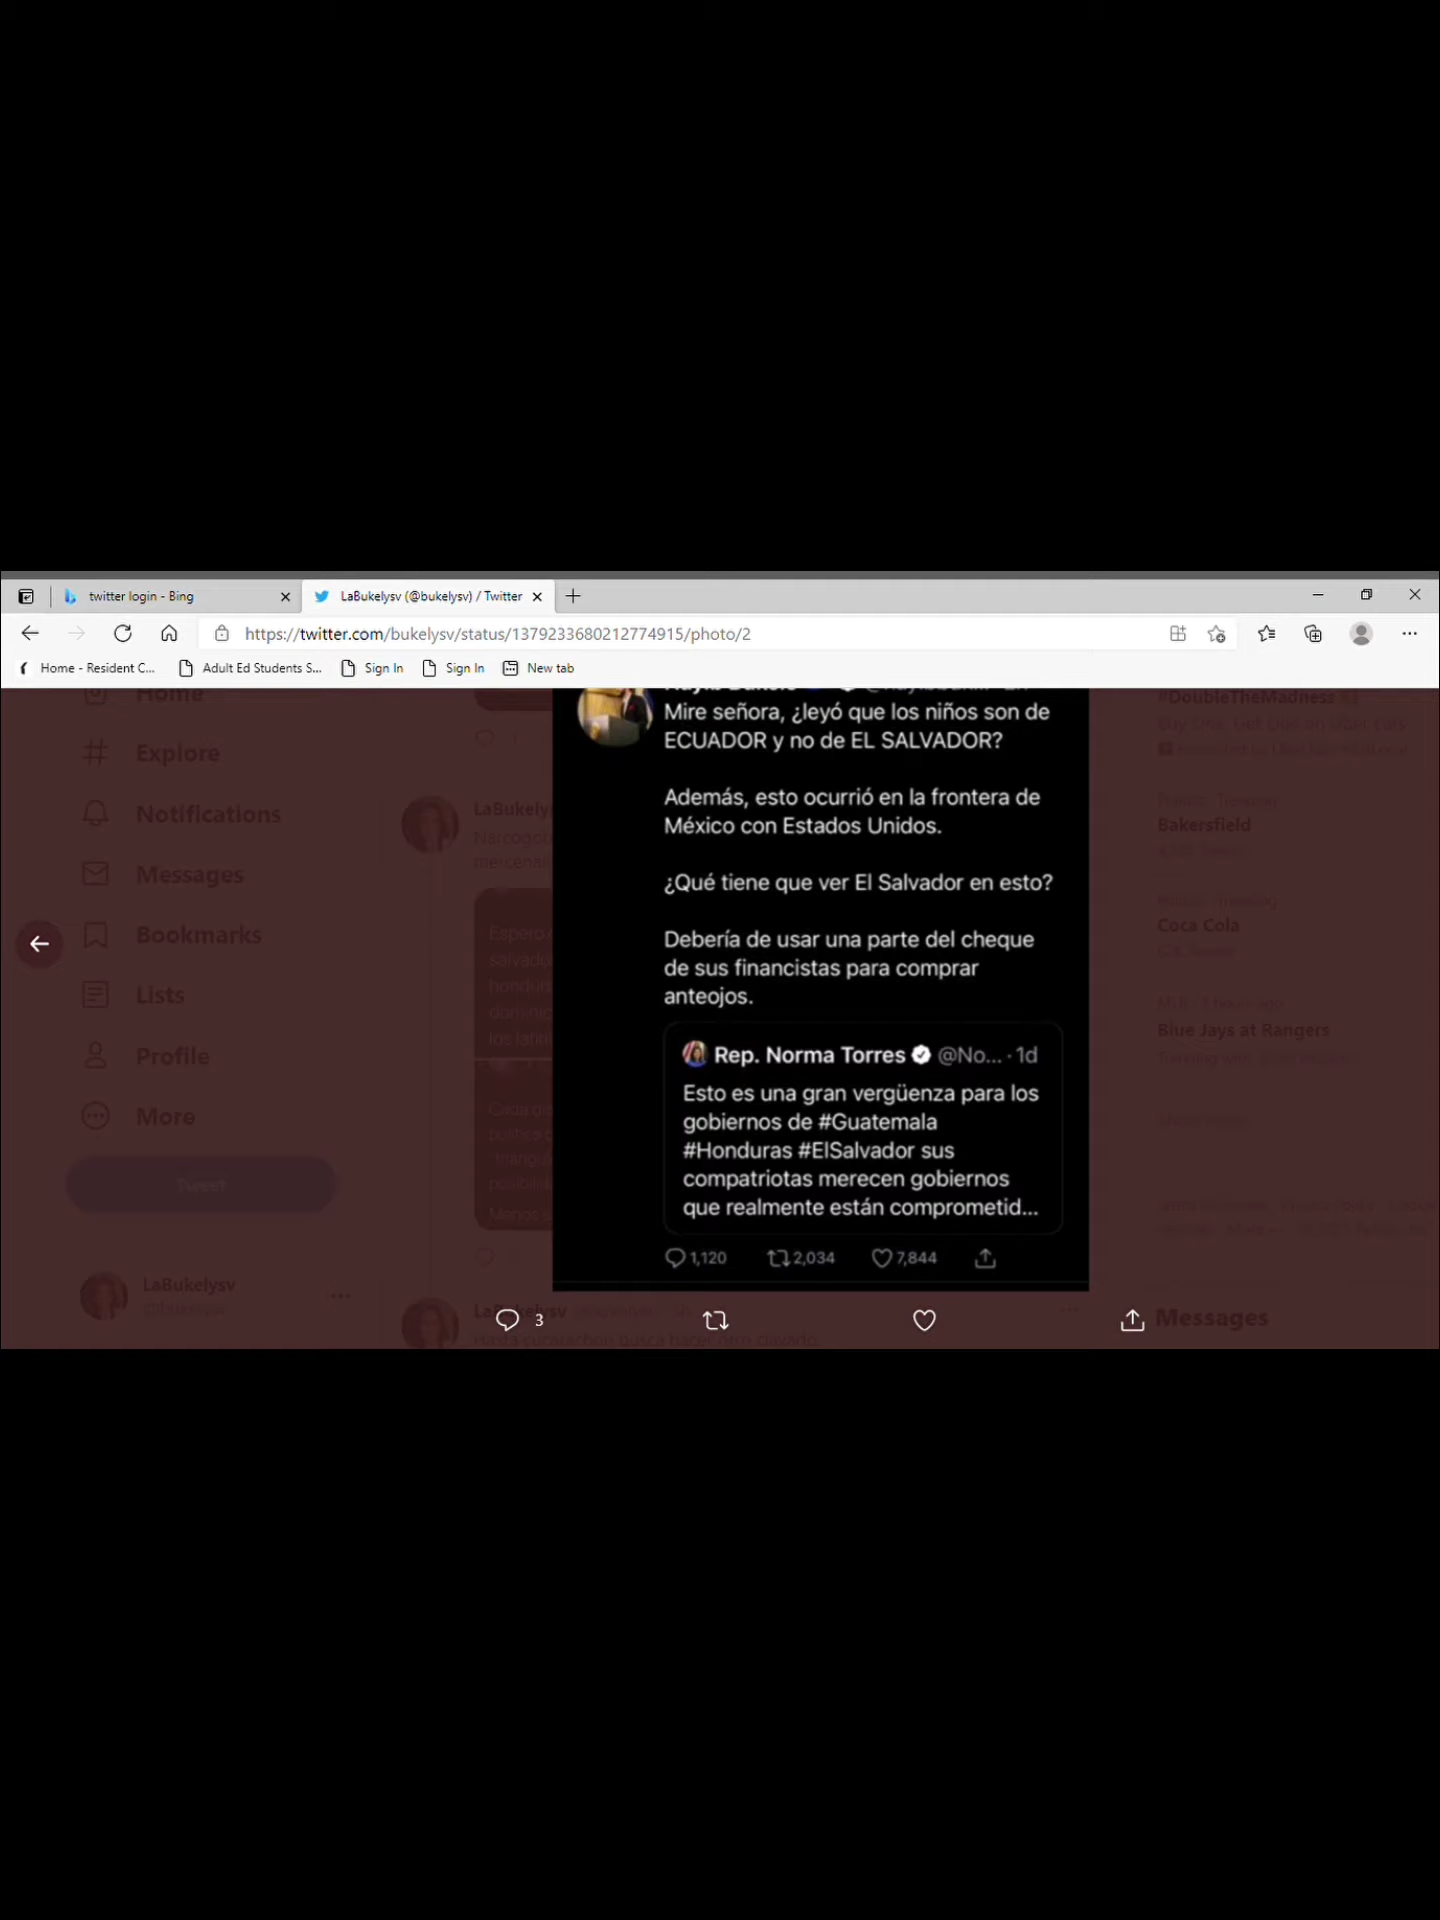 twitter login - Bing
LaBukelysv (@bukelysv) / Twitter
https://twitter.com/bukelysv/status/1379233680212774915/photo/2
Home - Resident C...
Adult Ed Students S...
Sign In
Sign In
New tab
Home
Explore
Notifications
Messages
Bookmarks
Lists
Profile
More
Tweet
LaBukelysv
Mire señora, ¿leyó que los niños son de
ECUADOR y no de EL SALVADOR?
Además, esto ocurrió en la frontera de
México con Estados Unidos.
¿Qué tiene que ver El Salvador en esto?
Debería de usar una parte del cheque
de sus financistas para comprar
anteojos.
Rep. Norma Torres @No... · 1d
Esto es una gran vergüenza para los
gobiernos de #Guatemala
#Honduras #ElSalvador sus
compatriotas merecen gobiernos
que realmente están comprometid...
1,120
2,034
7,844
3
#DoubleTheMadness
Bakersfield
Coca Cola
Blue Jays at Rangers
Messages